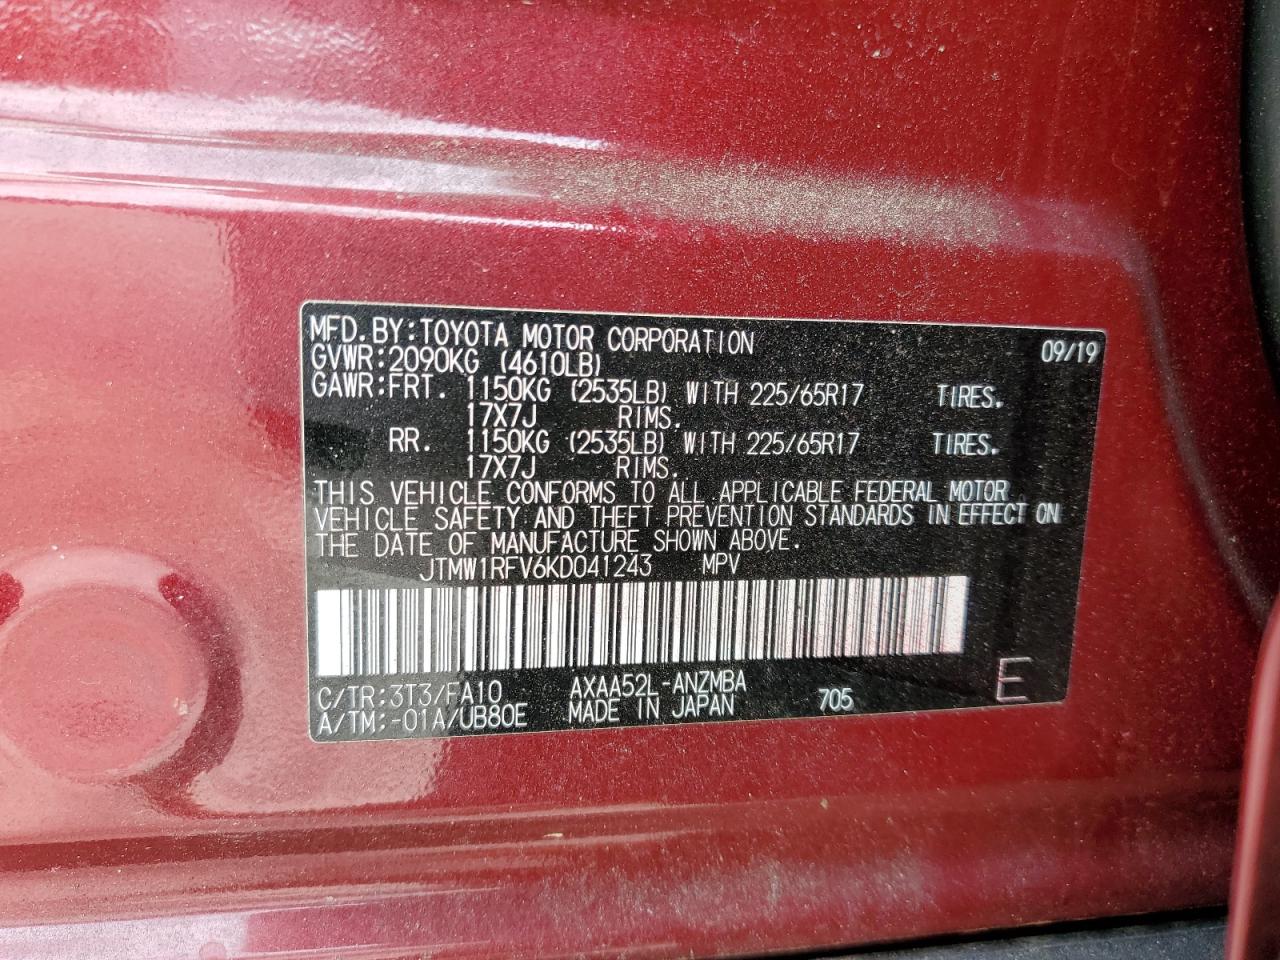 MFD.BY:TOYOTA MOTOR CORPORATION 09/19
GVWR:2090KG (4610LB)
GAWR:FRT. 1150KG (2535LB) WITH 225/65R17 TIRES.
17X7J RIMS.
RR. 1150KG (2535LB) WITH 225/65R17 TIRES.
17X7J RIMS.
THIS VEHICLE CONFORMS TO ALL APPLICABLE FEDERAL MOTOR
VEHICLE SAFETY AND THEFT PREVENTION STANDARDS IN EFFECT ON
THE DATE OF MANUFACTURE SHOWN ABOVE.
JTMW1RFV6KD041243 MPV
C/TR:3T3/FA10 AXAA52L-ANZMBA
A/TM:-01A/UB80E MADE IN JAPAN 705 E